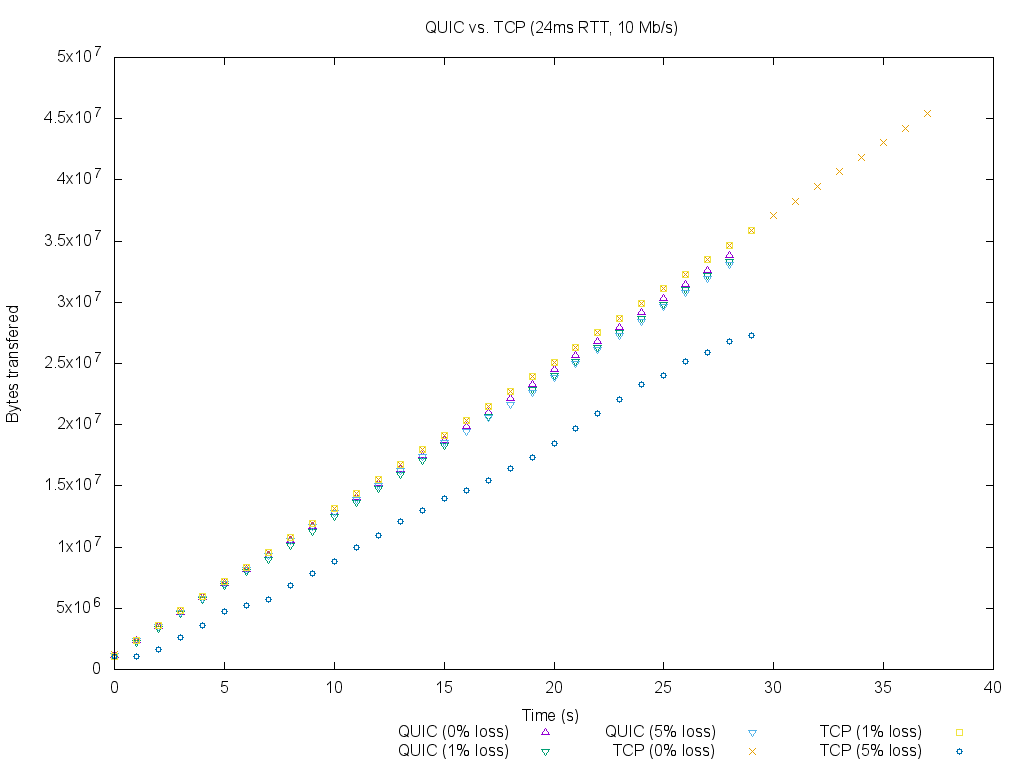 QUIC vs. TCP (24ms RTT, 10 Mb/s)
5x10^7
4.5x10^7
4x10^7
3.5x10^7
3x10^7
2.5x10^7
2x10^7
1.5x10^7
1x10^7
5x10^6
0
Bytes transfered
0 5 10 15 20 25 30 35 40
Time (s)
QUIC (0% loss) QUIC (5% loss) TCP (1% loss)
QUIC (1% loss) TCP (0% loss) TCP (5% loss)